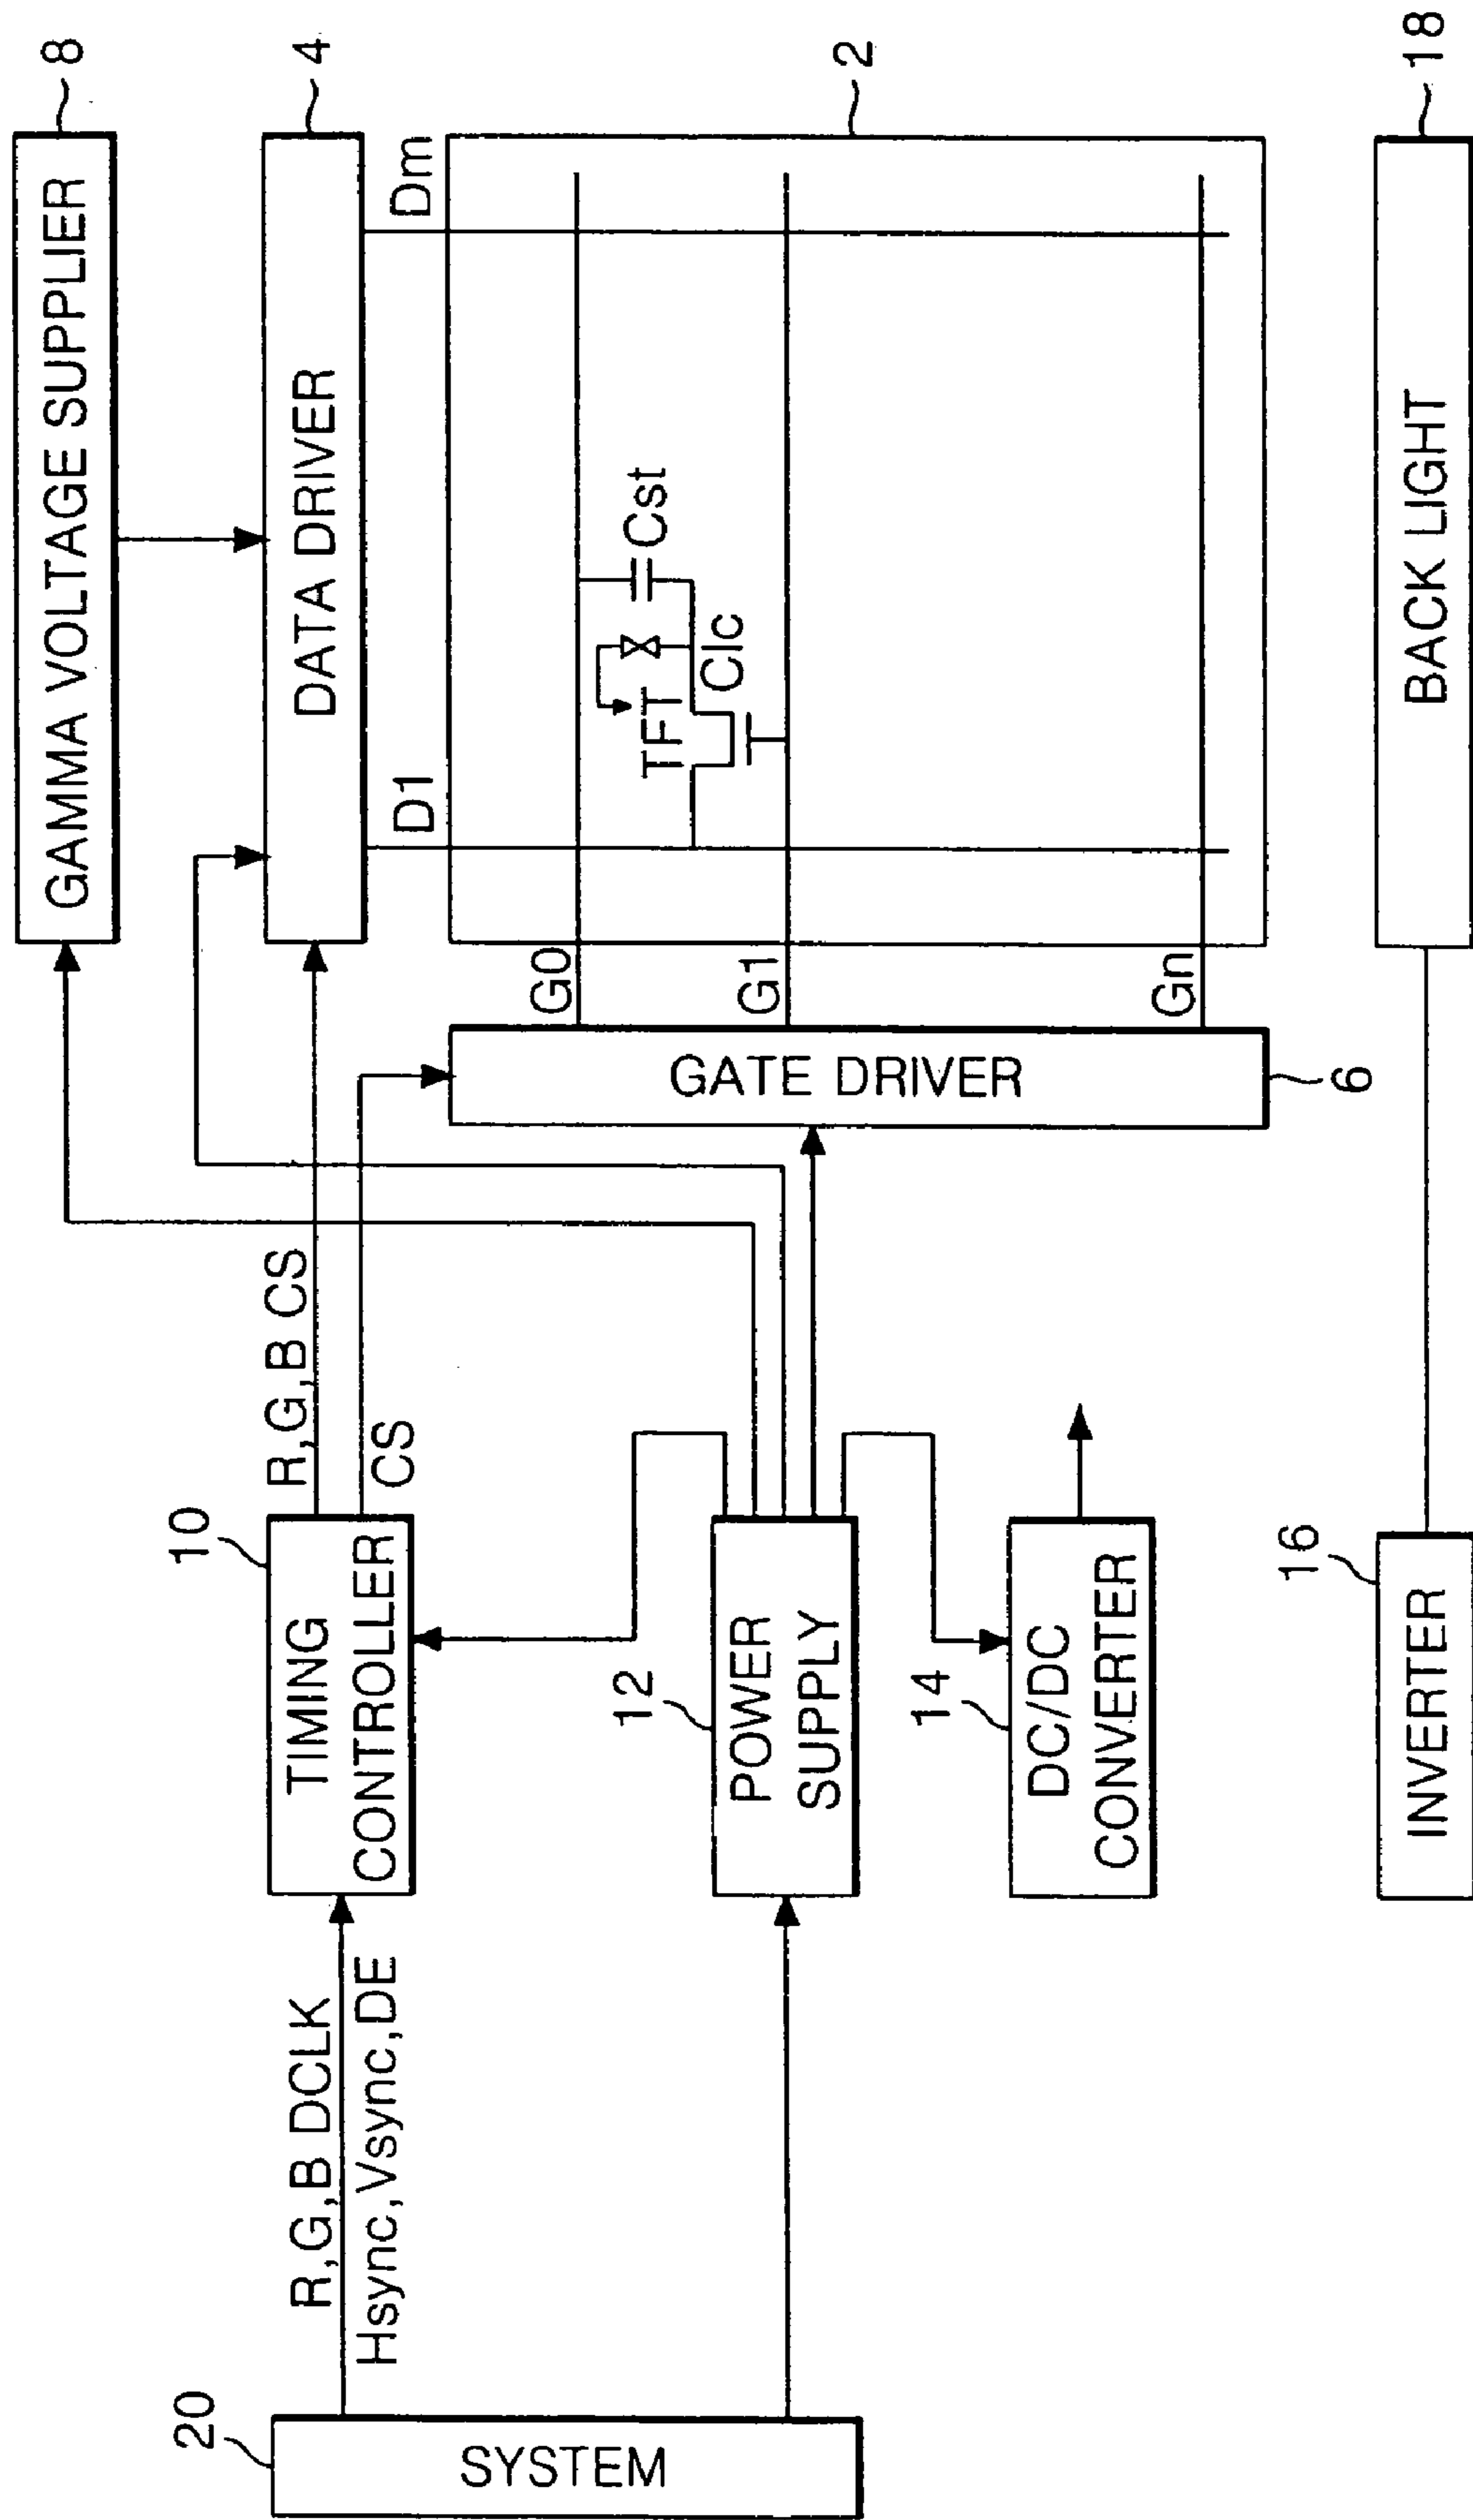 GAMMA VOLTAGE SUPPLIER
8
DATA DRIVER
4
Dm
D1
2
Cst
Clc
TFT
G0
G1
Gn
GATE DRIVER
6
R,G,B CS
CS
10
TIMING
CONTROLLER
12
POWER
SUPPLY
14
DC/DC
CONVERTER
16
INVERTER
BACK LIGHT
18
R,G,B DCLK
Hsync,Vsync,DE
20
SYSTEM